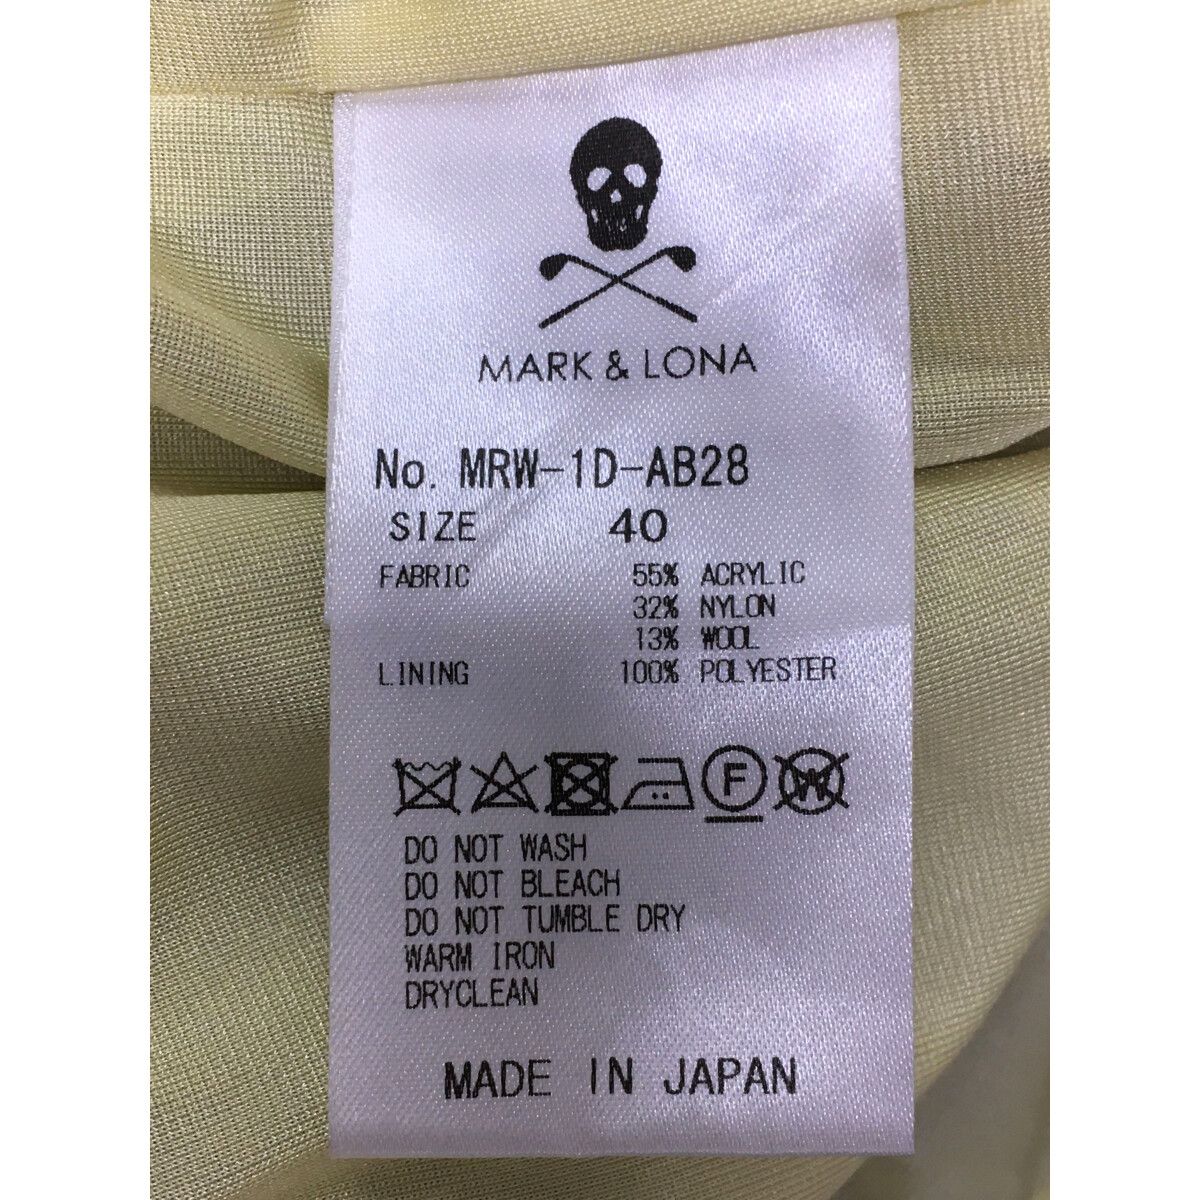 MARK & LONA
No. MRW-1D-AB28
SIZE 40
FABRIC 55% ACRYLIC
32% NYLON
13% WOOL
LINING 100% POLYESTER
F W
DO NOT WASH
DO NOT BLEACH
DO NOT TUMBLE DRY
WARM IRON
DRYCLEAN
MADE IN JAPAN